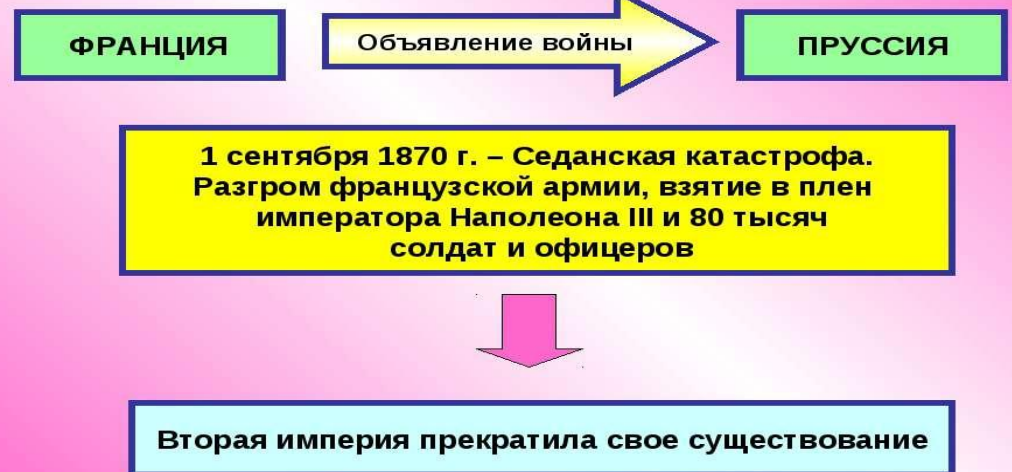 ФРАНЦИЯ
Объявление войны
ПРУССИЯ
1 сентября 1870 г. – Седанская катастрофа.
Разгром французской армии, взятие в плен
императора Наполеона III и 80 тысяч
солдат и офицеров
Вторая империя прекратила свое существование